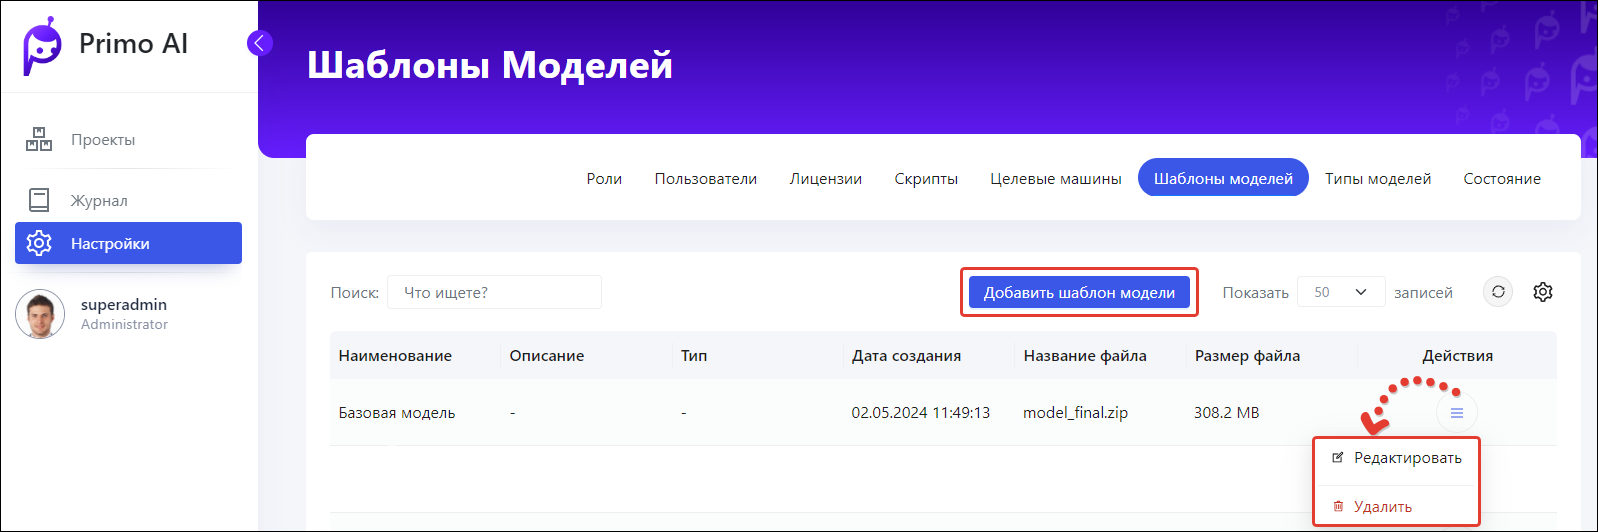 Primo AI
Шаблоны Моделей
Проекты
Журнал
Настройки
superadmin
Administrator
Роли Пользователи Лицензии Скрипты Целевые машины Шаблоны моделей Типы моделей Состояние
Поиск: Что ищете? Добавить шаблон модели Показать 50 записей
Наименование Описание Тип Дата создания Название файла Размер файла Действия
Базовая модель - - 02.05.2024 11:49:13 model_final.zip 308.2 MB
Редактировать
Удалить